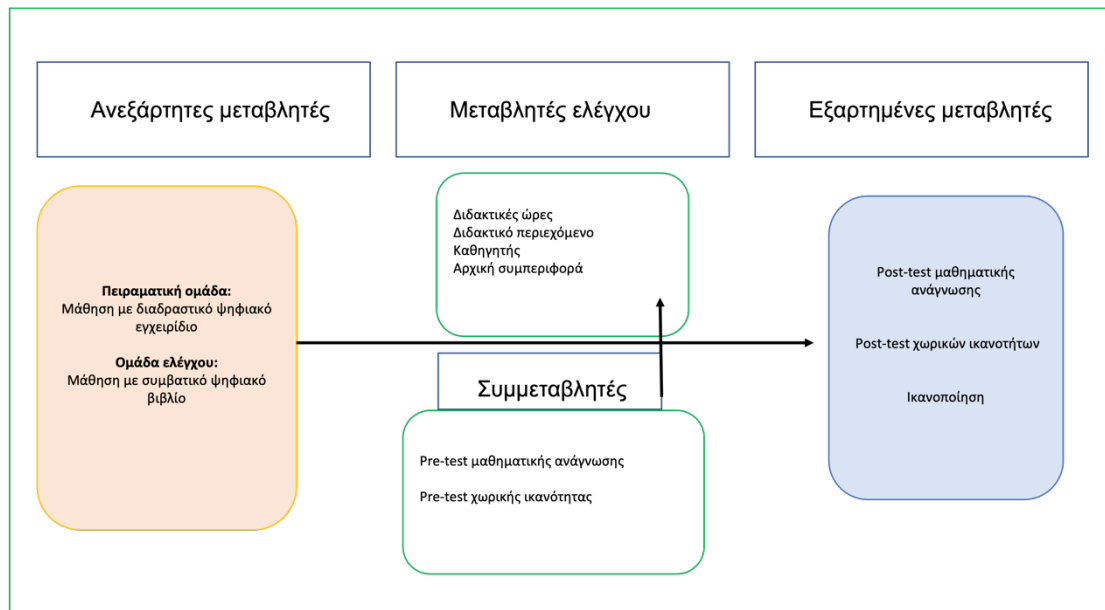 Ανεξάρτητες μεταβλητές
Μεταβλητές ελέγχου
Εξαρτημένες μεταβλητές
Πειραματική ομάδα:
Μάθηση με διαδραστικό ψηφιακό
εγχειρίδιο
Ομάδα ελέγχου:
Μάθηση με συμβατικό ψηφιακό
βιβλίο
Διδακτικές ώρες
Διδακτικό περιεχόμενο
Καθηγητής
Αρχική συμπεριφορά
Συμμεταβλητές
Pre-test μαθηματικής ανάγνωσης
Pre-test χωρικής ικανότητας
Post-test μαθηματικής
ανάγνωσης
Post-test χωρικών ικανοτήτων
Ικανοποίηση